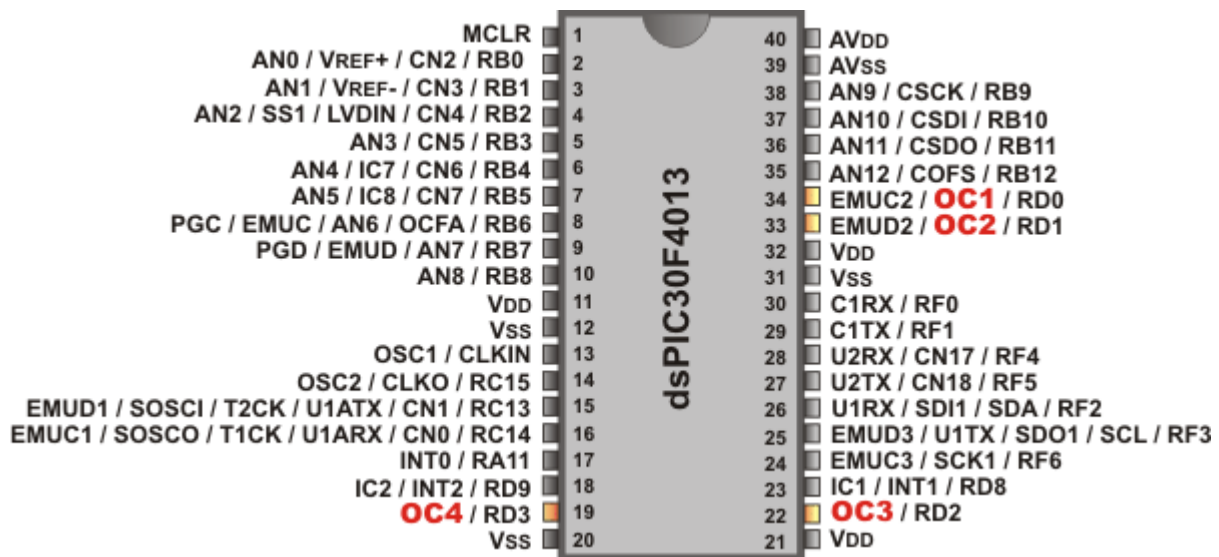 MCLR 1
AN0 / VREF+ / CN2 / RB0 2
AN1 / VREF- / CN3 / RB1 3
AN2 / SS1 / LVDIN / CN4 / RB2 4
AN3 / CN5 / RB3 5
AN4 / IC7 / CN6 / RB4 6
AN5 / IC8 / CN7 / RB5 7
PGC / EMUC / AN6 / OCFA / RB6 8
PGD / EMUD / AN7 / RB7 9
AN8 / RB8 10
VDD 11
VSS 12
OSC1 / CLKIN 13
OSC2 / CLKO / RC15 14
EMUD1 / SOSCI / T2CK / U1ATX / CN1 / RC13 15
EMUC1 / SOSCO / T1CK / U1ARX / CN0 / RC14 16
INT0 / RA11 17
IC2 / INT2 / RD9 18
OC4 / RD3 19
VSS 20
dsPIC30F4013
40 AVDD
39 AVSS
38 AN9 / CSCK / RB9
37 AN10 / CSDI / RB10
36 AN11 / CSDO / RB11
35 AN12 / COFS / RB12
34 EMUC2 / OC1 / RD0
33 EMUD2 / OC2 / RD1
32 VDD
31 VSS
30 C1RX / RF0
29 C1TX / RF1
28 U2RX / CN17 / RF4
27 U2TX / CN18 / RF5
26 U1RX / SDI1 / SDA / RF2
25 EMUD3 / U1TX / SDO1 / SCL / RF3
24 EMUC3 / SCK1 / RF6
23 IC1 / INT1 / RD8
22 OC3 / RD2
21 VDD